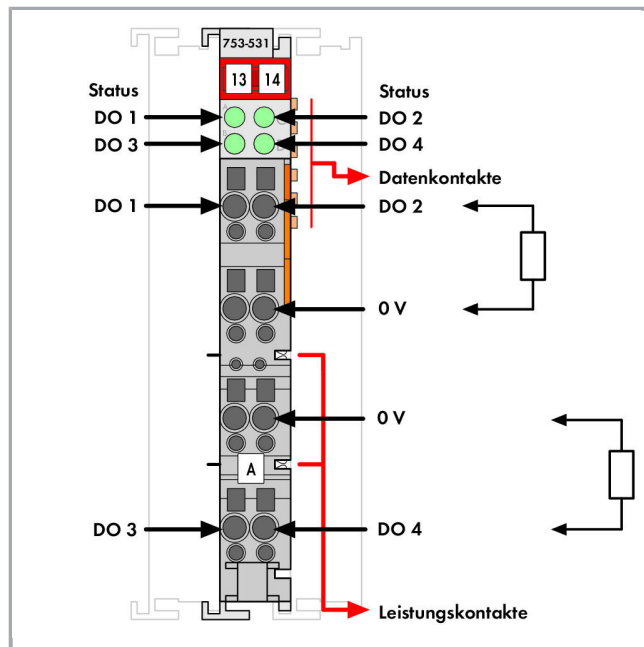 753-531
13 14
Status Status
A C
DO 1 DO 2
B D
DO 3 DO 4
Datenkontakte
DO 1 DO 2
0 V
0 V
A
DO 3 DO 4
Leistungskontakte